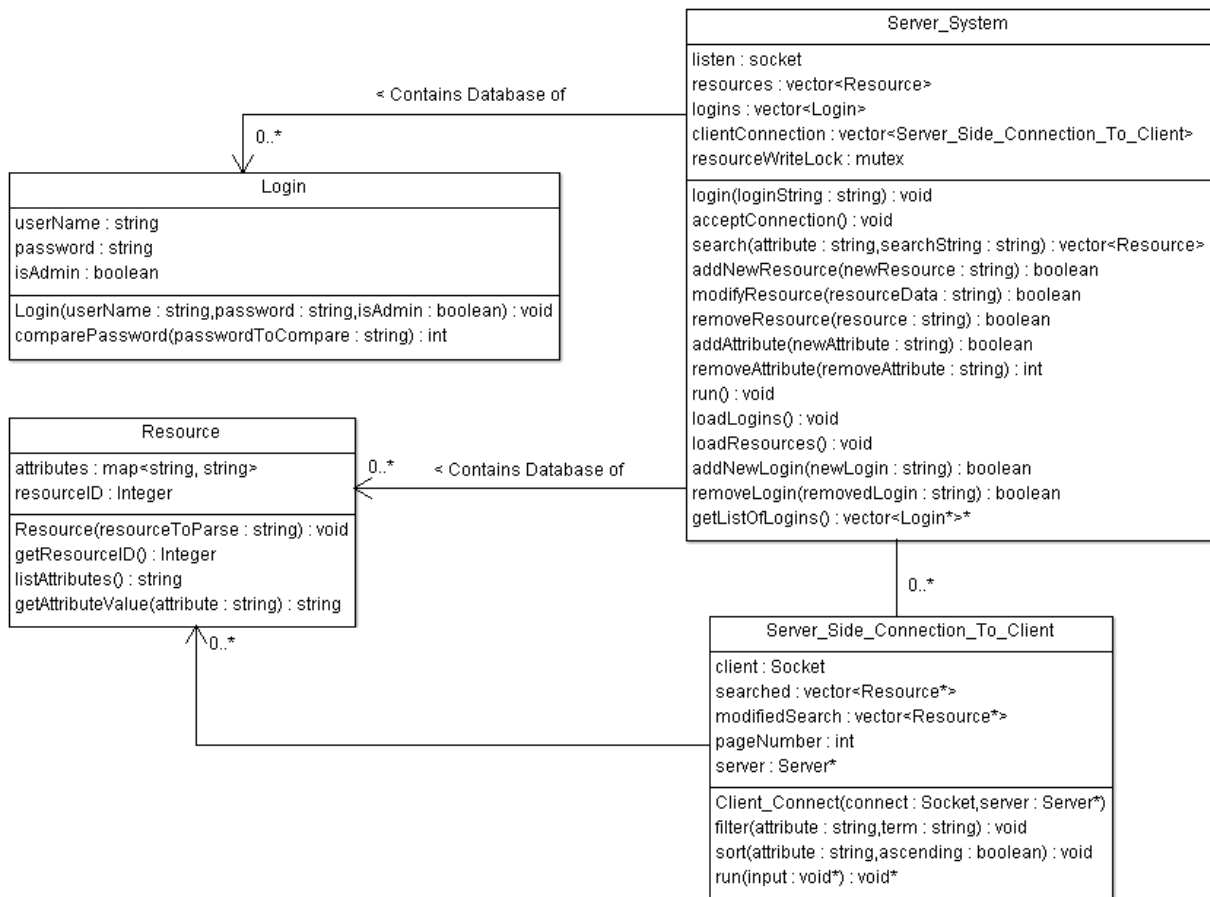 Server_System
listen : socket
resources : vector<Resource>
logins : vector<Login>
clientConnection : vector<Server_Side_Connection_To_Client>
resourceWriteLock : mutex
login(loginString : string) : void
acceptConnection() : void
search(attribute : string,searchString : string) : vector<Resource>
addNewResource(newResource : string) : boolean
modifyResource(resourceData : string) : boolean
removeResource(resource : string) : boolean
addAttribute(newAttribute : string) : boolean
removeAttribute(removeAttribute : string) : int
run() : void
loadLogins() : void
loadResources() : void
addNewLogin(newLogin : string) : boolean
removeLogin(removedLogin : string) : boolean
getListOfLogins() : vector<Login*>*
< Contains Database of
0..*
Login
userName : string
password : string
isAdmin : boolean
Login(userName : string,password : string,isAdmin : boolean) : void
comparePassword(passwordToCompare : string) : int
Resource
attributes : map<string, string>
resourceID : Integer
Resource(resourceToParse : string) : void
getResourceID() : Integer
listAttributes() : string
getAttributeValue(attribute : string) : string
0..*
< Contains Database of
0..*
0..*
Server_Side_Connection_To_Client
client : Socket
searched : vector<Resource*>
modifiedSearch : vector<Resource*>
pageNumber : int
server : Server*
Client_Connect(connect : Socket,server : Server*)
filter(attribute : string,term : string) : void
sort(attribute : string,ascending : boolean) : void
run(input : void*) : void*